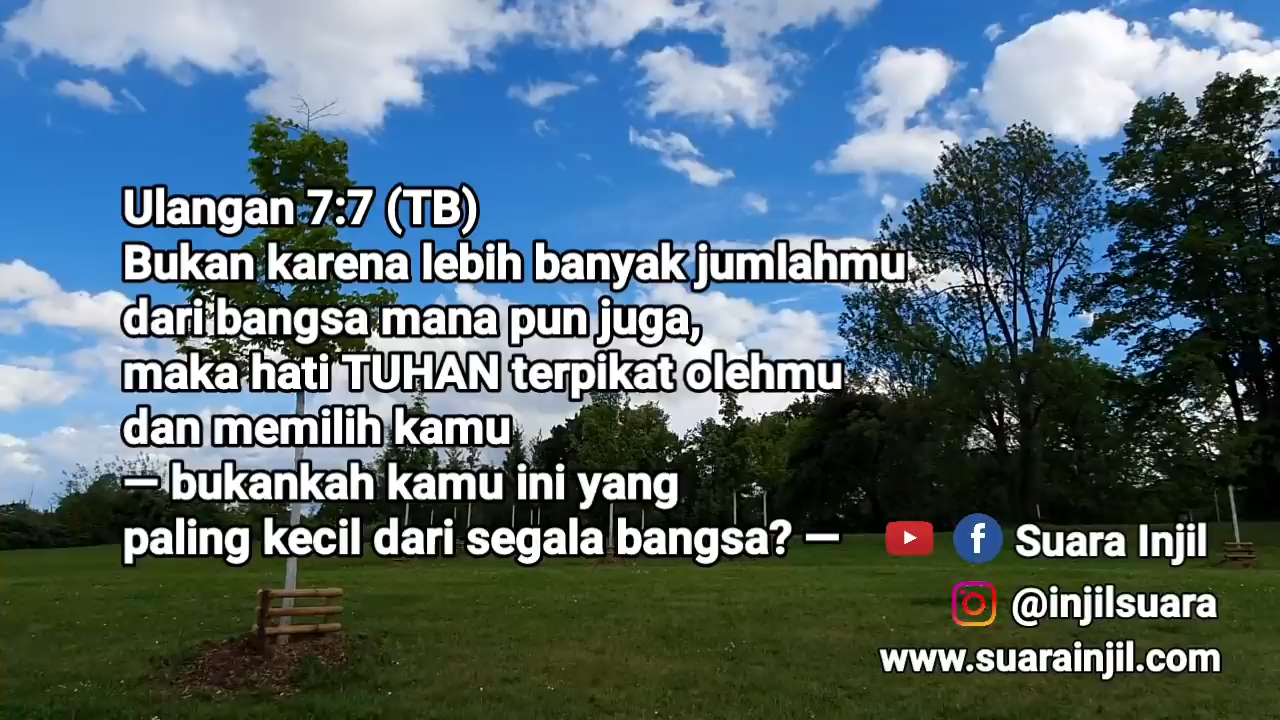 Ulangan 7:7 (TB)
Bukan karena lebih banyak jumlahmu
dari bangsa mana pun juga,
maka hati TUHAN terpikat olehmu
dan memilih kamu
— bukankah kamu ini yang
paling kecil dari segala bangsa? —
Suara Injil
@injilsuara
www.suarainjil.com